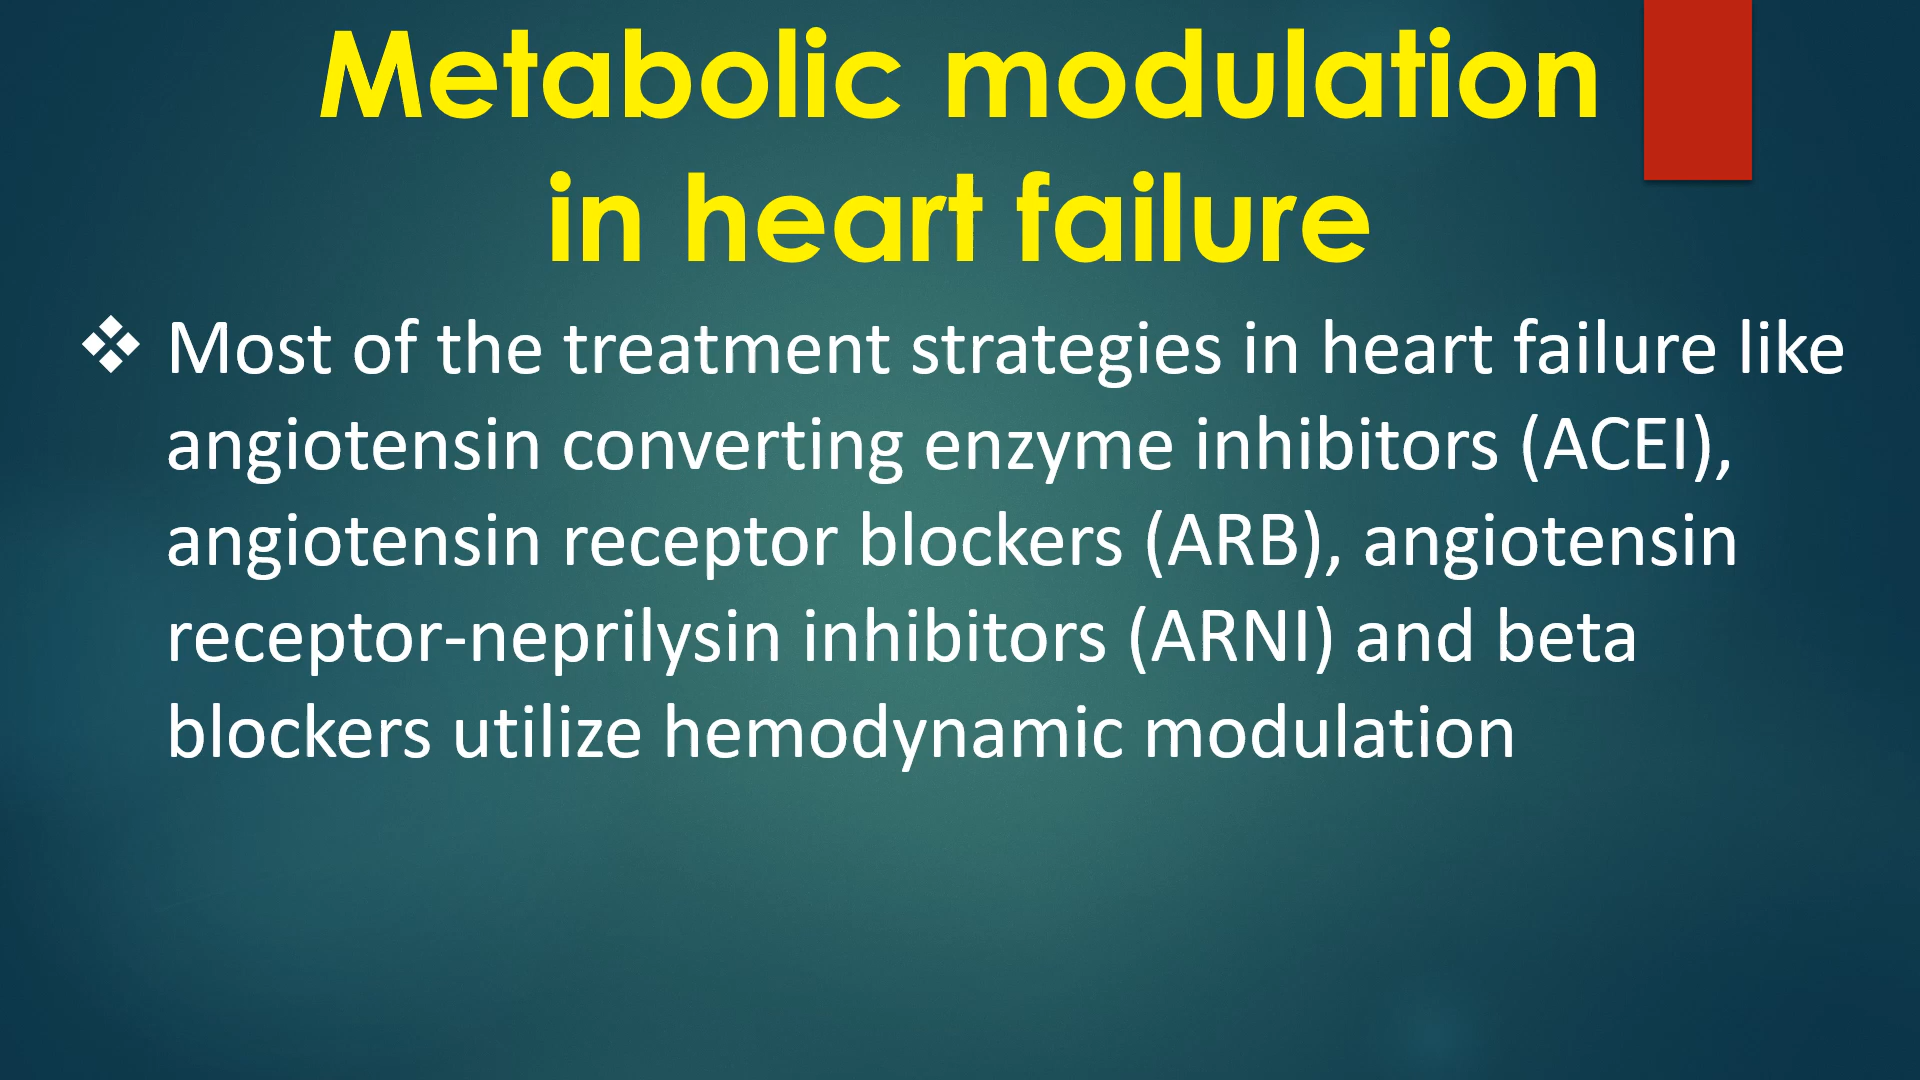 Metabolic modulation
in heart failure
❖ Most of the treatment strategies in heart failure like
angiotensin converting enzyme inhibitors (ACEI),
angiotensin receptor blockers (ARB), angiotensin
receptor-neprilysin inhibitors (ARNI) and beta
blockers utilize hemodynamic modulation